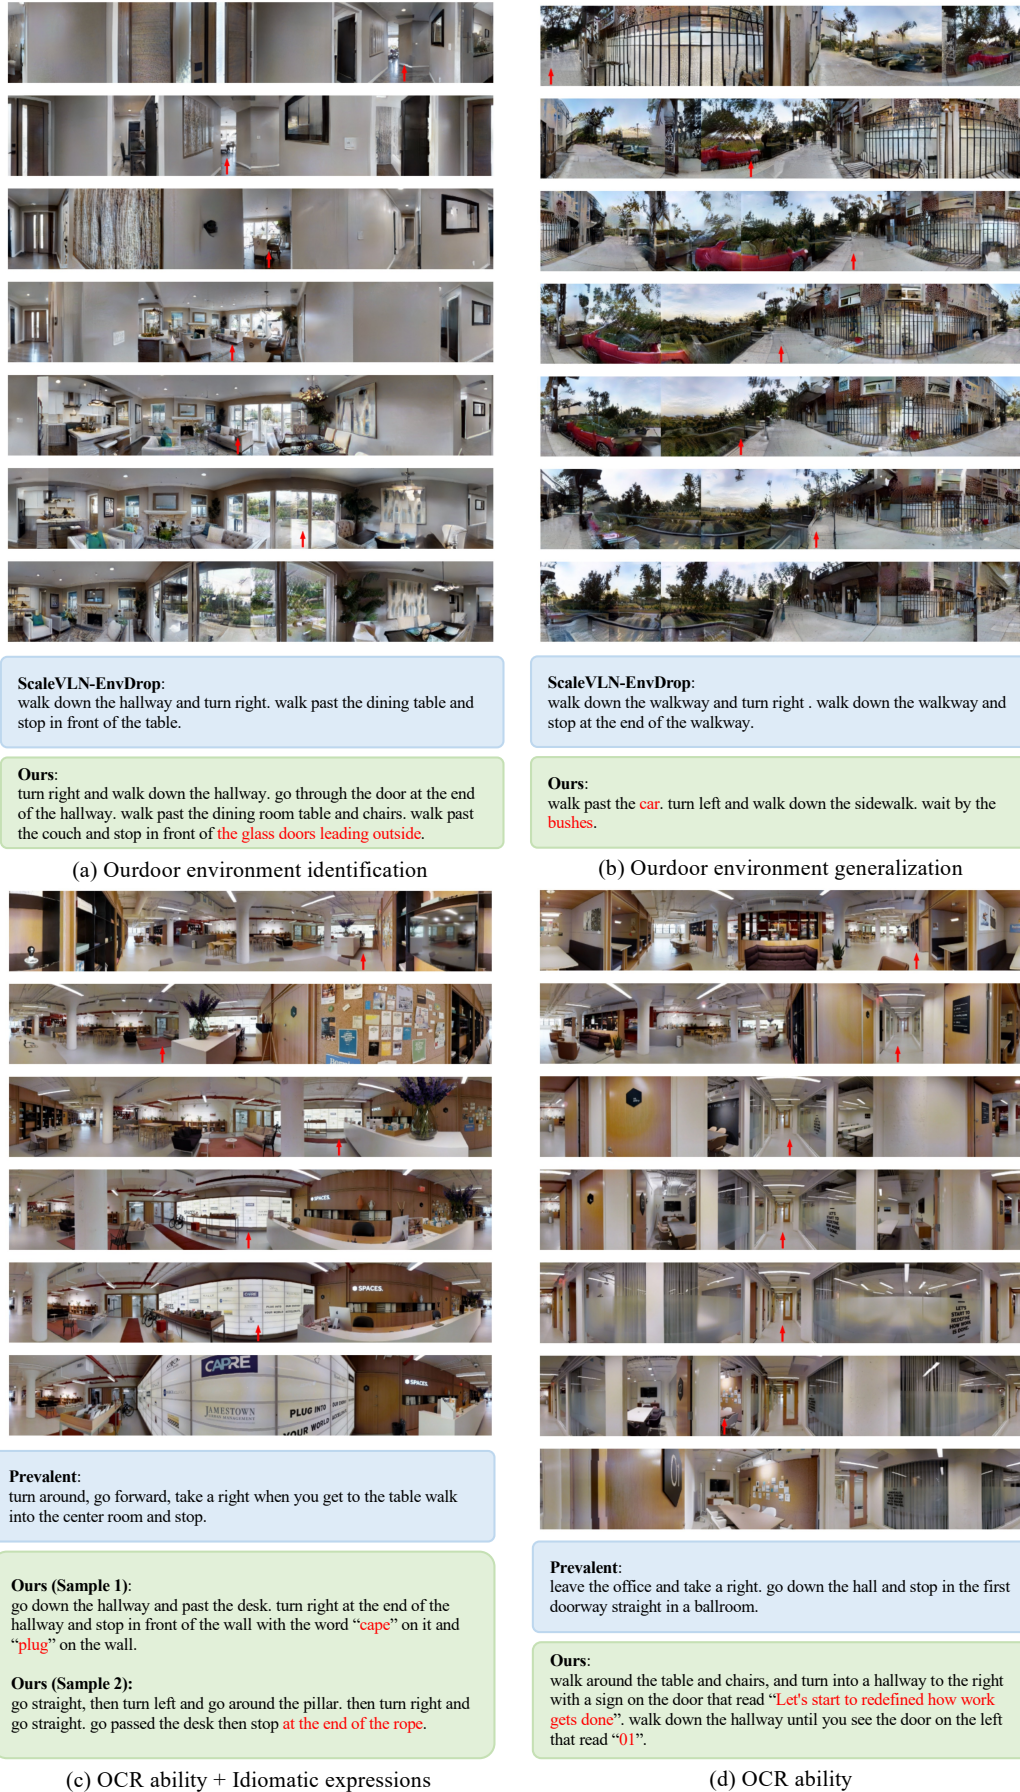 ScaleVLN-EnvDrop:
walk down the hallway and turn right. walk past the dining table and
stop in front of the table.
Ours:
turn right and walk down the hallway. go through the door at the end
of the hallway. walk past the dining room table and chairs. walk past
the couch and stop in front of the glass doors leading outside.
(a) Ourdoor environment identification
ScaleVLN-EnvDrop:
walk down the walkway and turn right . walk down the walkway and
stop at the end of the walkway.
Ours:
walk past the car. turn left and walk down the sidewalk. wait by the
bushes.
(b) Ourdoor environment generalization
SPACES.
SPACES.
CAPRE
SPACES.
JAMESTOWN
PLUG INTO
YOUR WORLD
Prevalent:
turn around, go forward, take a right when you get to the table walk
into the center room and stop.
Ours (Sample 1):
go down the hallway and past the desk. turn right at the end of the
hallway and stop in front of the wall with the word “cape” on it and
“plug” on the wall.
Ours (Sample 2):
go straight, then turn left and go around the pillar. then turn right and
go straight. go passed the desk then stop at the end of the rope.
(c) OCR ability + Idiomatic expressions
LET'S
START TO
REDEFINE
HOW WORK
IS DONE.
01
Prevalent:
leave the office and take a right. go down the hall and stop in the first
doorway straight in a ballroom.
Ours:
walk around the table and chairs, and turn into a hallway to the right
with a sign on the door that read “Let's start to redefined how work
gets done”. walk down the hallway until you see the door on the left
that read “01”.
(d) OCR ability